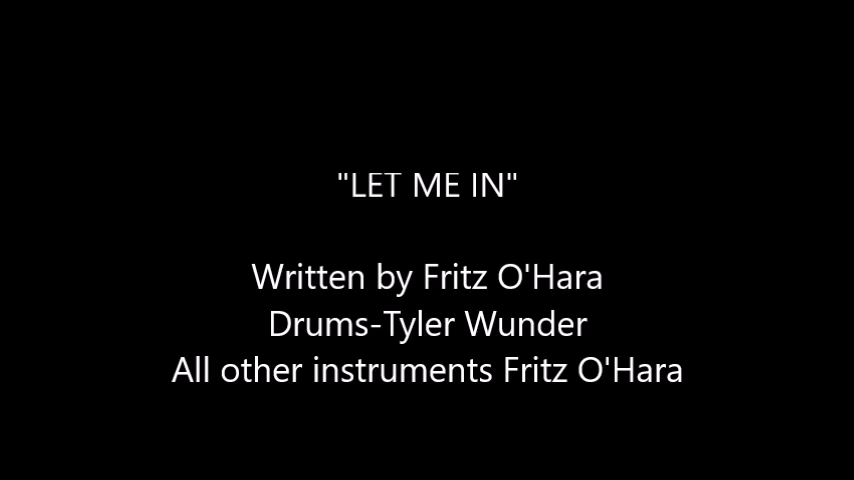 "LET ME IN"
Written by Fritz O'Hara
Drums-Tyler Wunder
All other instruments Fritz O'Hara